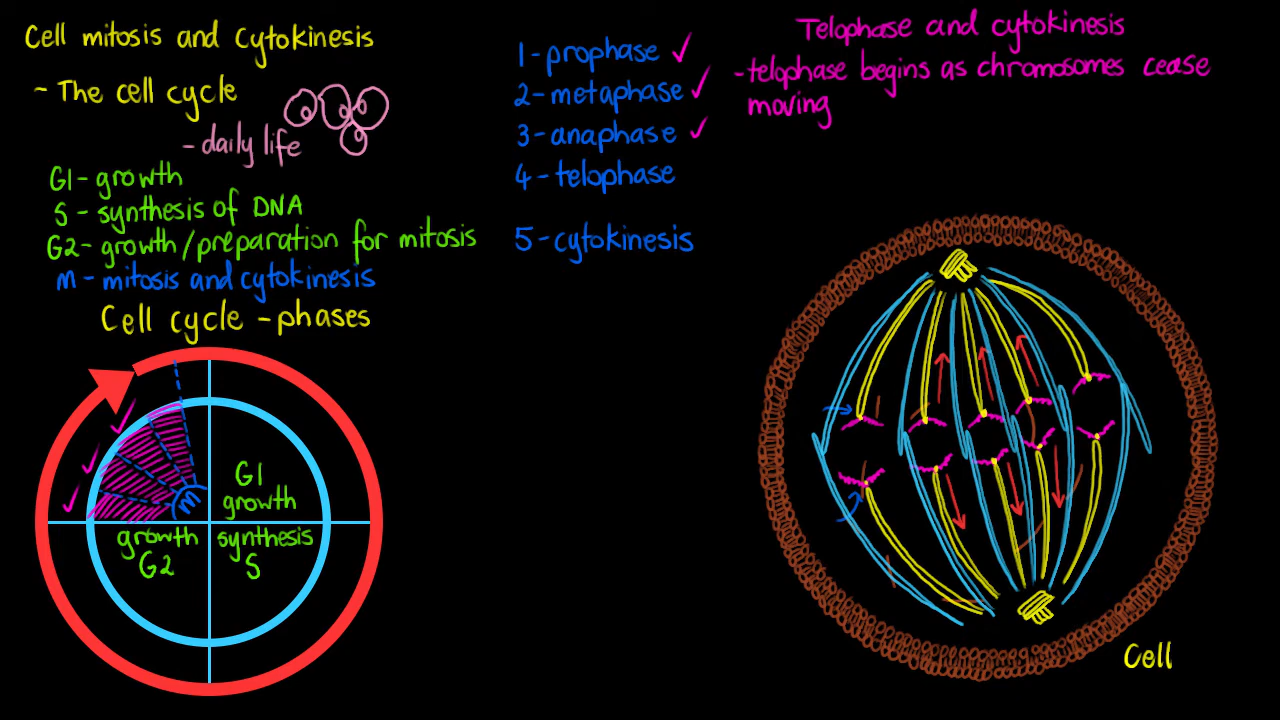 Cell mitosis and cytokinesis
- The cell cycle
- daily life
G1 - growth
S - synthesis of DNA
G2 - growth/preparation for mitosis
M - mitosis and cytokinesis
Cell cycle - phases
M
G1
growth
growth
G2
synthesis
S
1 - prophase ✓
2 - metaphase ✓
3 - anaphase ✓
4 - telophase
5 - cytokinesis
Telophase and cytokinesis
- telophase begins as chromosomes cease
moving
Cell